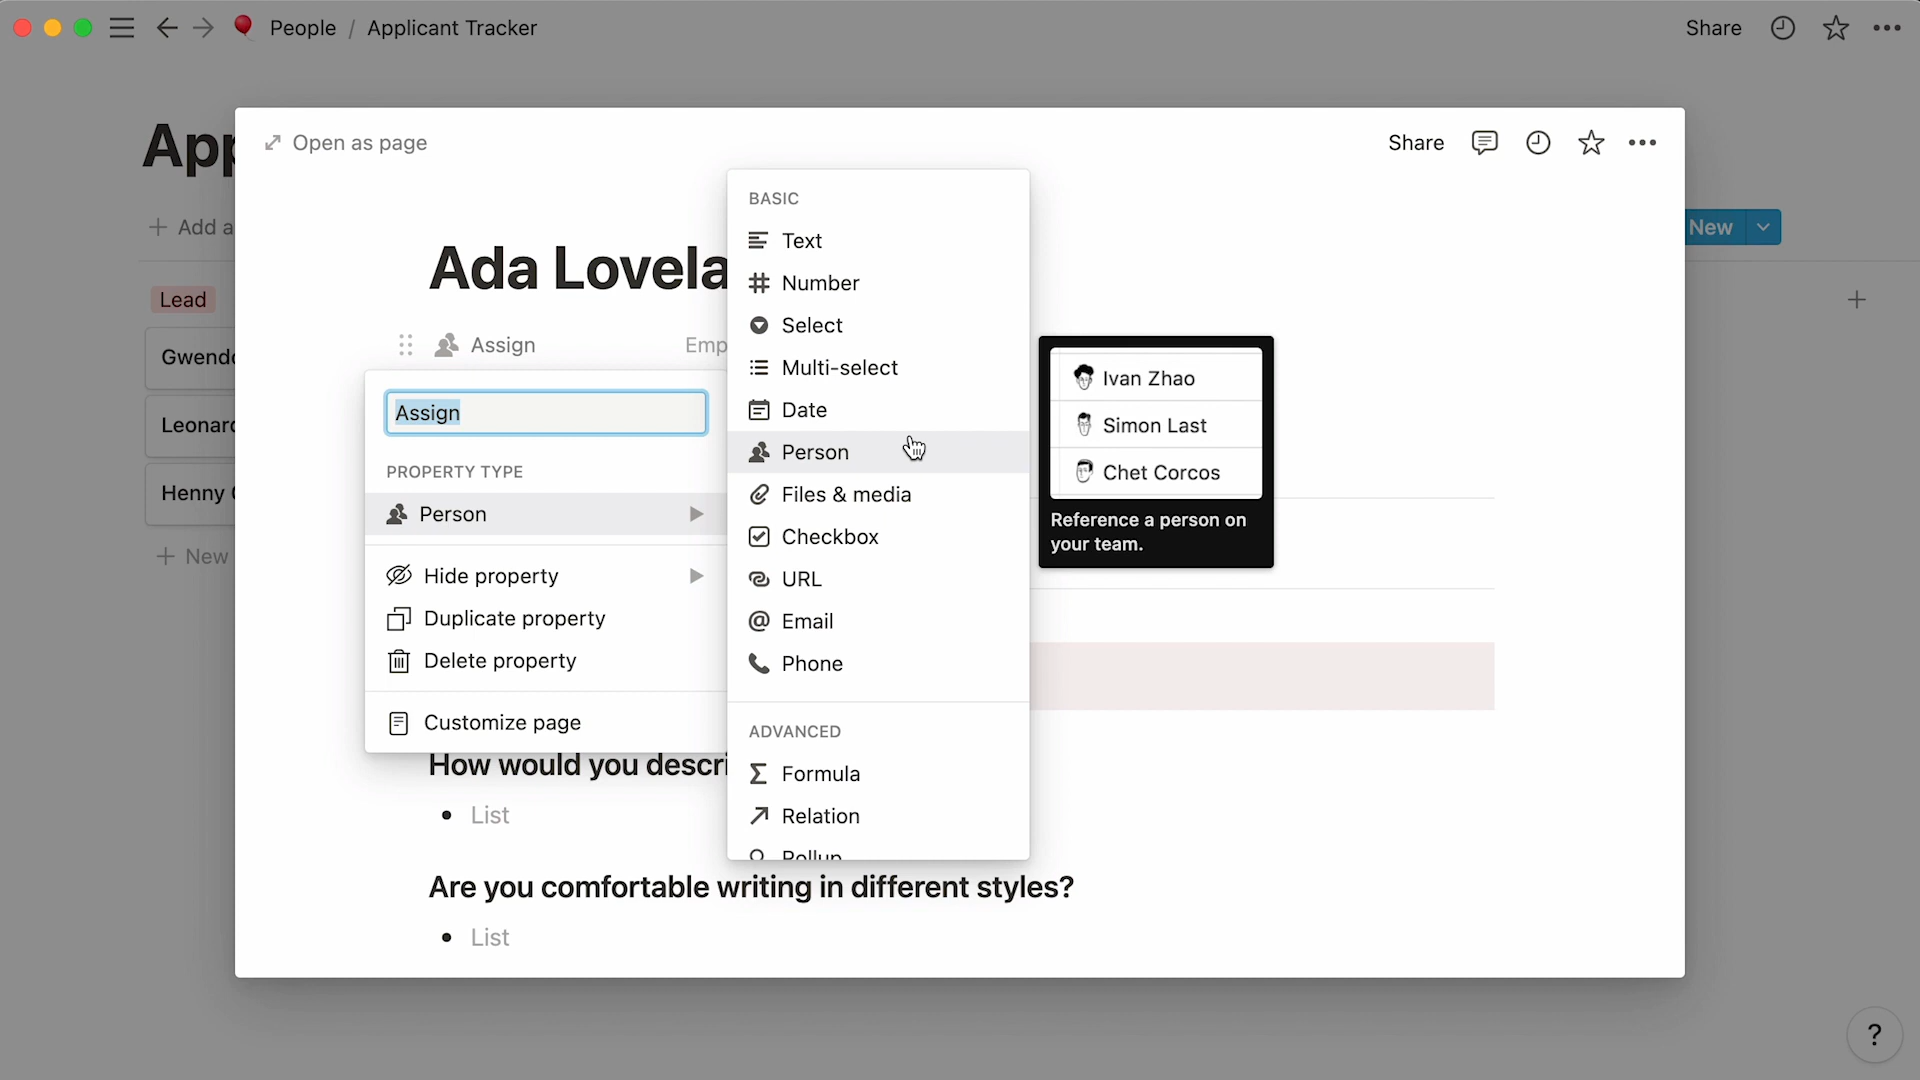 People / Applicant Tracker
Share
App
Open as page
Share
Add a
New
Ada Lovela
Lead
Gwend
Leonard
Henny
New
Assign
Emp
Assign
PROPERTY TYPE
Person
Hide property
Duplicate property
Delete property
Customize page
BASIC
Text
Number
Select
Multi-select
Date
Person
Files & media
Checkbox
URL
Email
Phone
ADVANCED
Formula
Relation
Rollup
Ivan Zhao
Simon Last
Chet Corcos
Reference a person on
your team.
How would you descri
• List
Are you comfortable writing in different styles?
• List
?